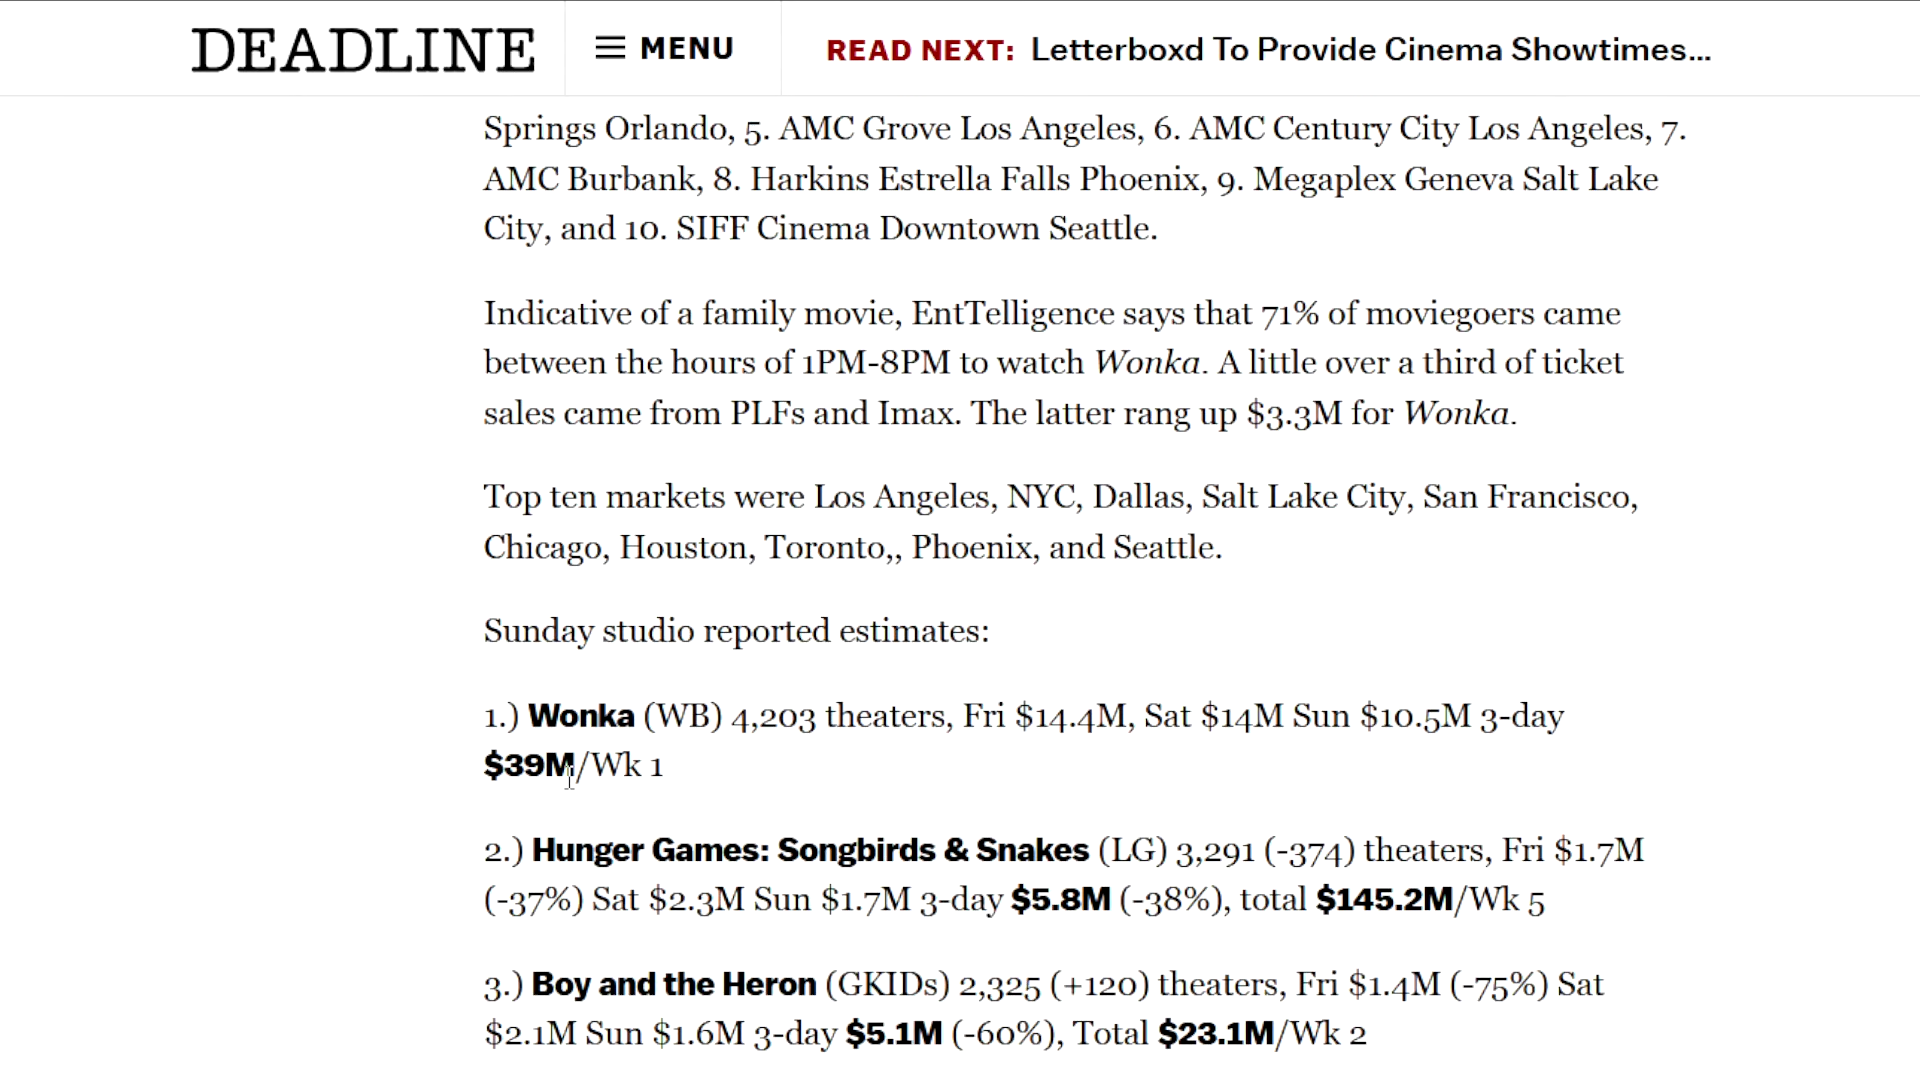 DEADLINE
MENU
READ NEXT: Letterboxd To Provide Cinema Showtimes...
Springs Orlando, 5. AMC Grove Los Angeles, 6. AMC Century City Los Angeles, 7.
AMC Burbank, 8. Harkins Estrella Falls Phoenix, 9. Megaplex Geneva Salt Lake
City, and 10. SIFF Cinema Downtown Seattle.
Indicative of a family movie, EntTelligence says that 71% of moviegoers came
between the hours of 1PM-8PM to watch Wonka. A little over a third of ticket
sales came from PLFs and Imax. The latter rang up $3.3M for Wonka.
Top ten markets were Los Angeles, NYC, Dallas, Salt Lake City, San Francisco,
Chicago, Houston, Toronto,, Phoenix, and Seattle.
Sunday studio reported estimates:
1.) Wonka (WB) 4,203 theaters, Fri $14.4M, Sat $14M Sun $10.5M 3-day
$39M/Wk 1
2.) Hunger Games: Songbirds & Snakes (LG) 3,291 (-374) theaters, Fri $1.7M
(-37%) Sat $2.3M Sun $1.7M 3-day $5.8M (-38%), total $145.2M/Wk 5
3.) Boy and the Heron (GKIDs) 2,325 (+120) theaters, Fri $1.4M (-75%) Sat
$2.1M Sun $1.6M 3-day $5.1M (-60%), Total $23.1M/Wk 2